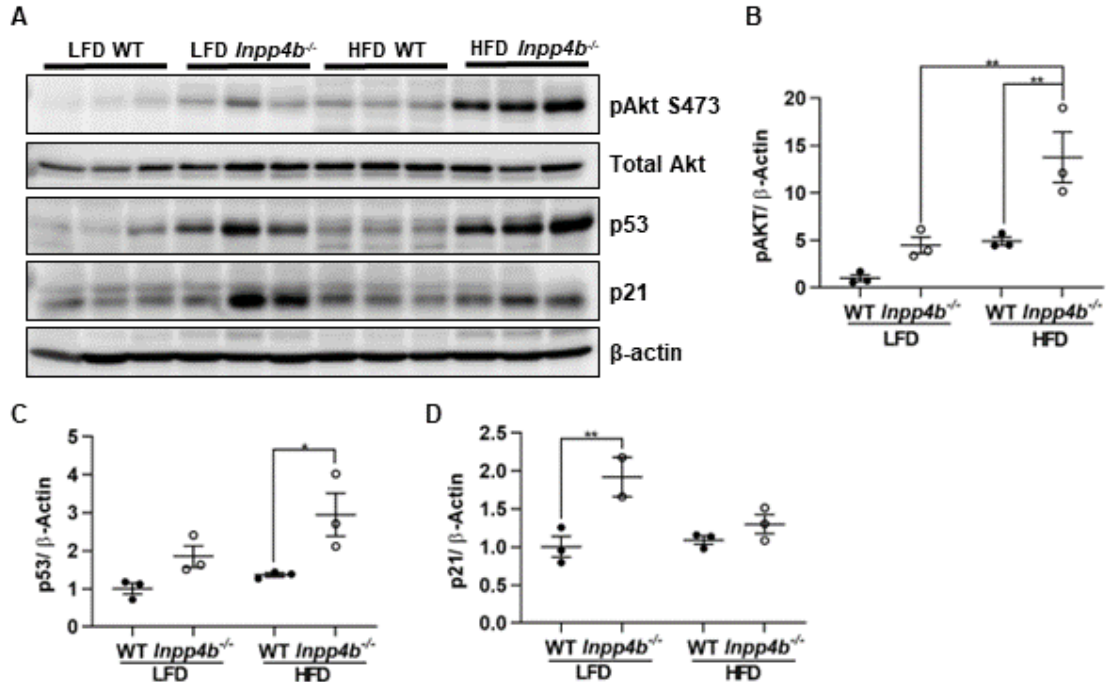 A
LFD WT LFD Inpp4b-/- HFD WT HFD Inpp4b-/-
pAkt S473
Total Akt
p53
p21
β-actin
B
** 
**
20
15
10
5
0
pAKT/ β-Actin
WT Inpp4b-/- WT Inpp4b-/-
LFD HFD
C
*
5
4
3
2
1
0
p53/ β-Actin
WT Inpp4b-/- WT Inpp4b-/-
LFD HFD
D
**
2.5
2.0
1.5
1.0
0.5
0.0
p21/ β-Actin
WT Inpp4b-/- WT Inpp4b-/-
LFD HFD